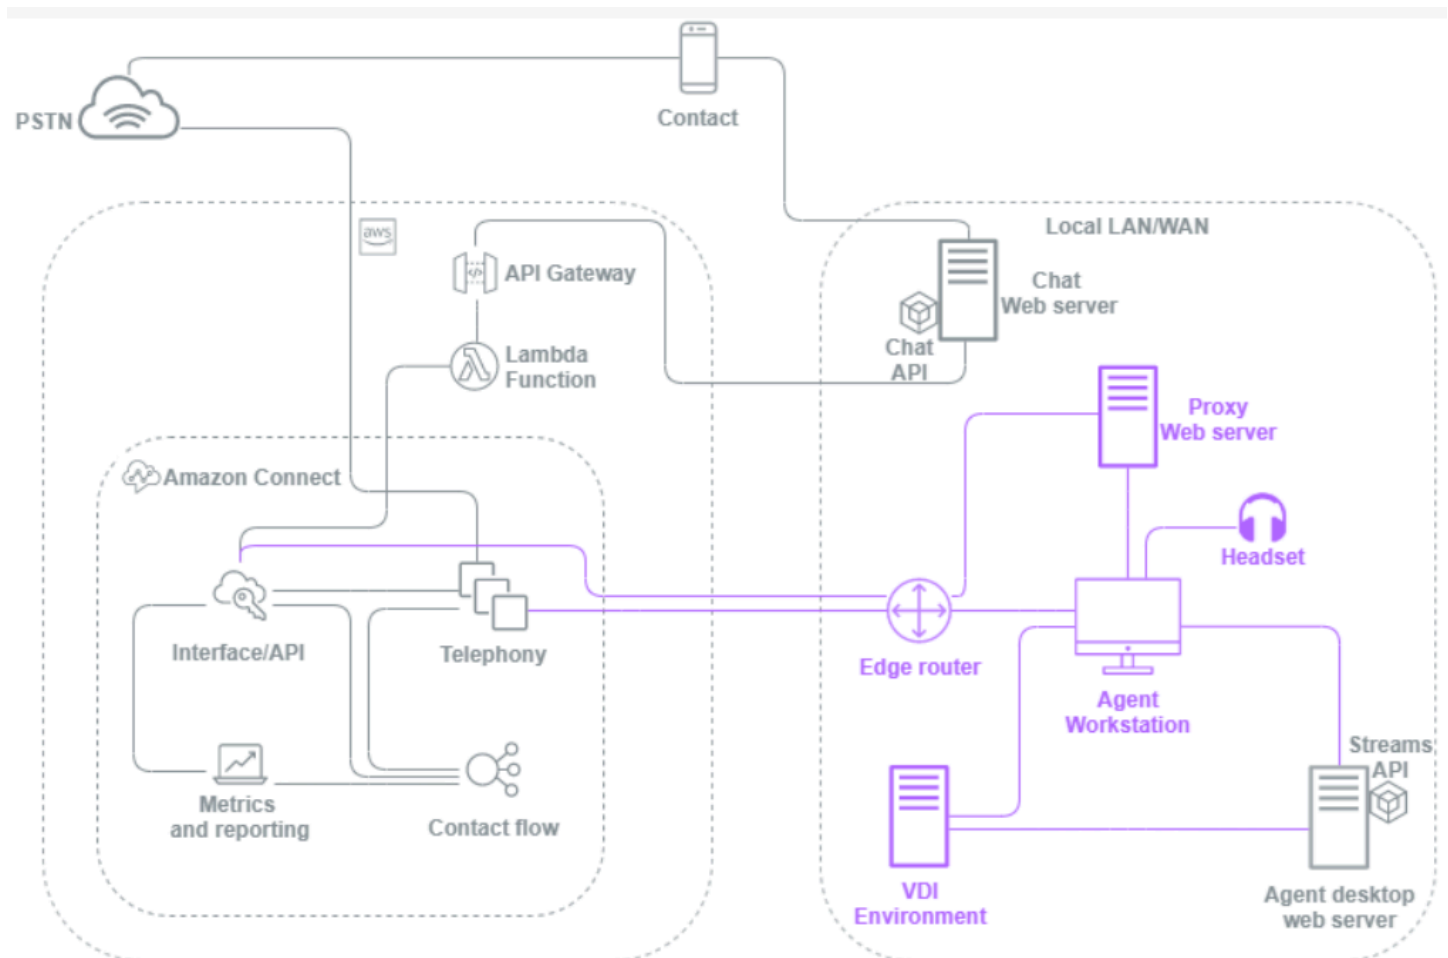 PSTN
Contact
aws
Local LAN/WAN
API Gateway
Chat
Web server
Lambda
Function
Chat
API
Proxy
Web server
Amazon Connect
Headset
Interface/API
Telephony
Edge router
Agent
Workstation
Streams
API
Metrics
and reporting
Contact flow
VDI
Environment
Agent desktop
web server